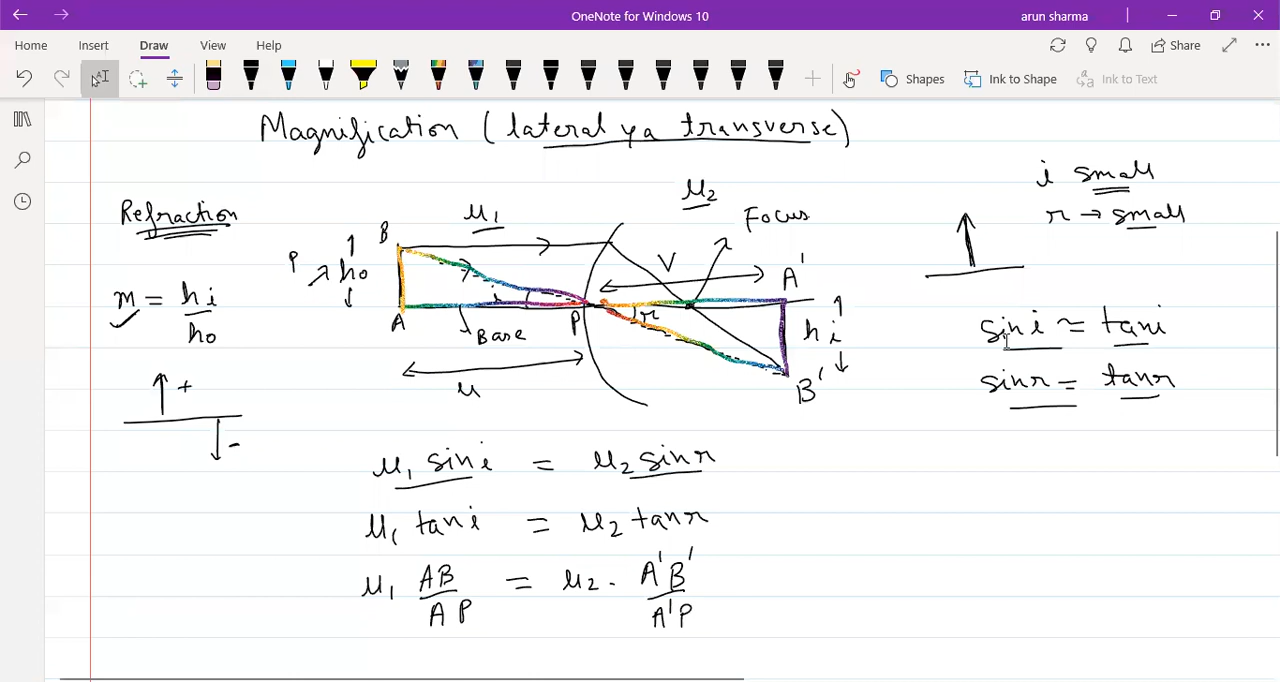 OneNote for Windows 10
arun sharma
Home Insert Draw View Help
Share
Shapes
Ink to Shape
Ink to Text
Magnification (lateral ya transverse)
i small
r → small
Refraction
μ1
μ2
Focus
B
P
ho
V
A'
i
r
A
Base
P
hi
m = hi/ho
u
B'
sin i ≈ tan i
sin r = tan r
+
-
μ1 sin i = μ2 sin r
μ1 tan i = μ2 tan r
μ1 AB/AP = μ2 . A'B'/A'P